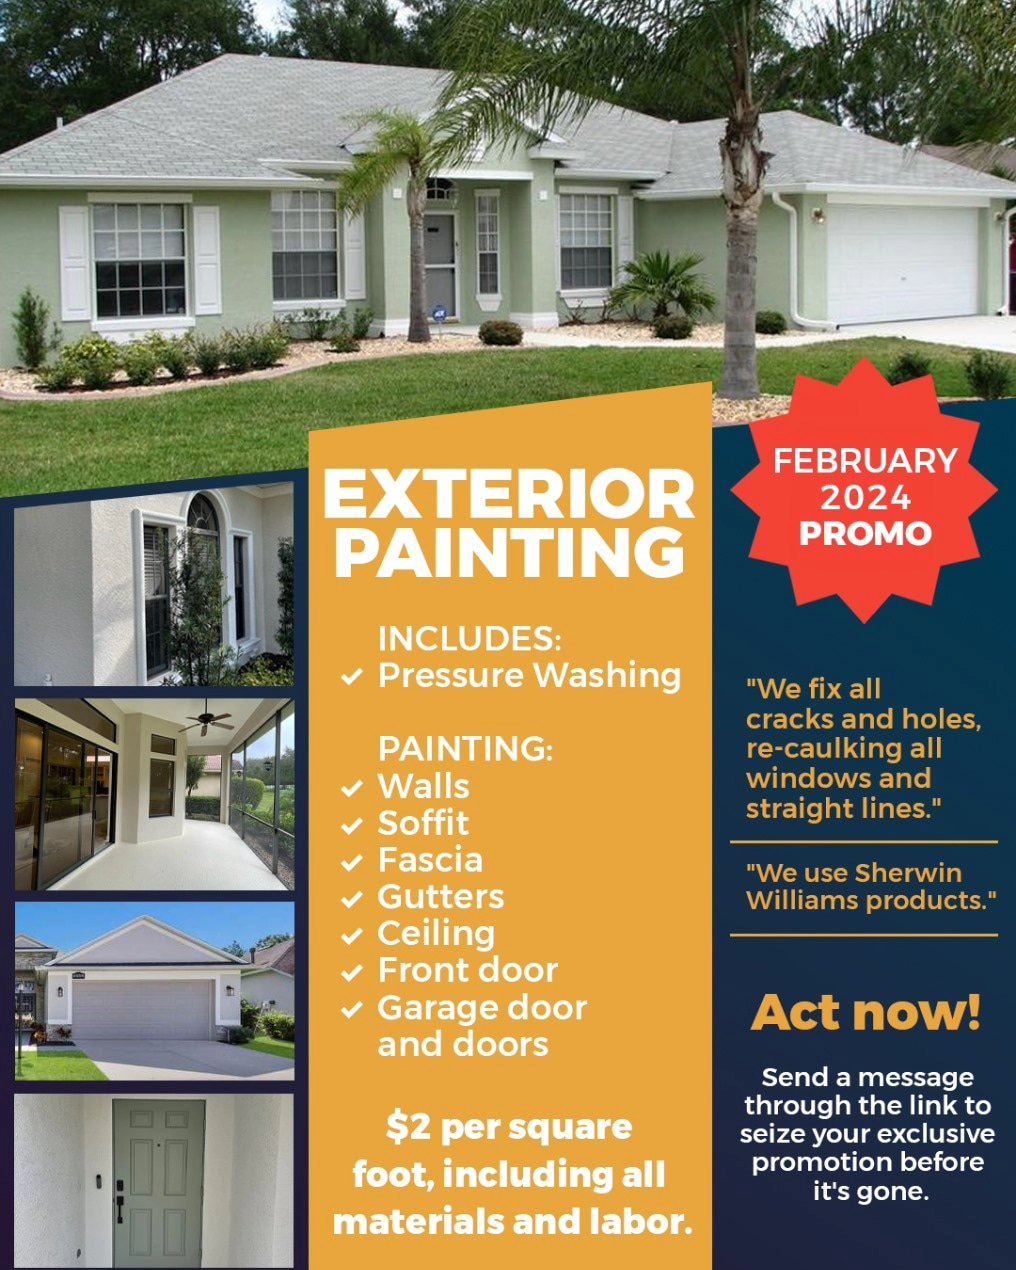 EXTERIOR
PAINTING
INCLUDES:
Pressure Washing
PAINTING:
Walls
Soffit
Fascia
Gutters
Ceiling
Front door
Garage door
and doors
$2 per square
foot, including all
materials and labor.
FEBRUARY
2024
PROMO
"We fix all
cracks and holes,
re-caulking all
windows and
straight lines."
"We use Sherwin
Williams products."
Act now!
Send a message
through the link to
seize your exclusive
promotion before
it's gone.